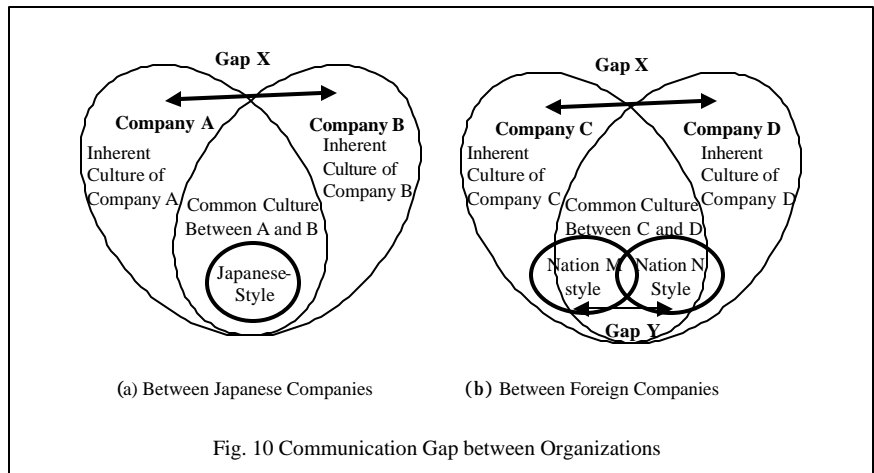 Gap X
Company A
Inherent
Culture of
Company A
Company B
Inherent
Culture of
Company B
Common Culture
Between A and B
Japanese-
Style
(a) Between Japanese Companies
Gap X
Company C
Inherent
Culture of
Company C
Company D
Inherent
Culture of
Company D
Common Culture
Between C and D
Nation M
style
Nation N
Style
Gap Y
(b) Between Foreign Companies
Fig. 10 Communication Gap between Organizations